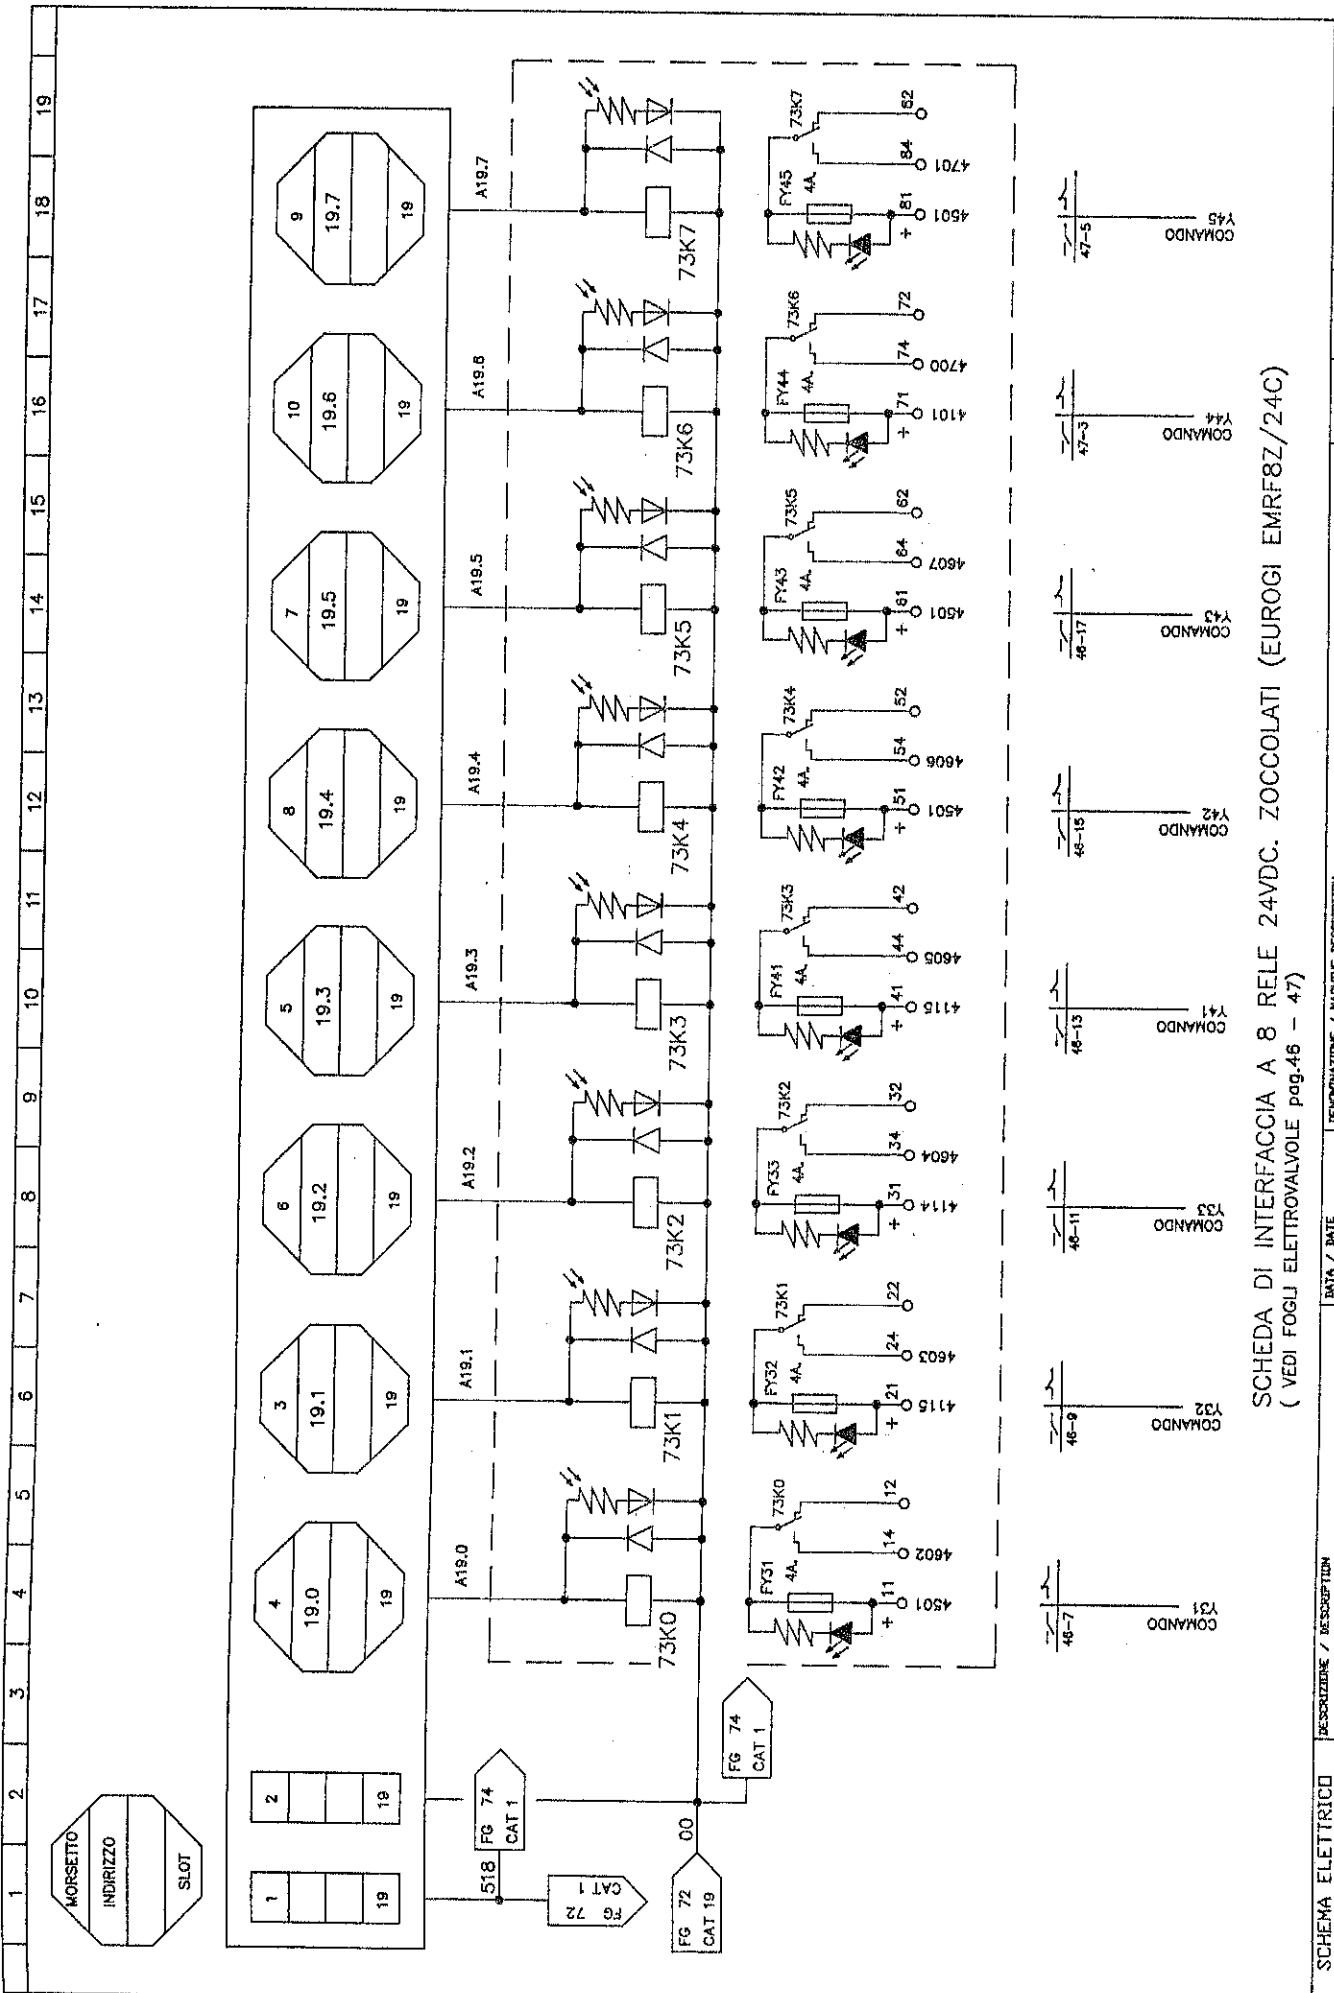 1 2 3 4 5 6 7 8 9 10 11 12 13 14 15 16 17 18 19
MORSETTO
INDIRIZZO
SLOT
1
19
2
19
4
19.0
19
3
19.1
19
6
19.2
19
5
19.3
19
8
19.4
19
7
19.5
19
10
19.6
19
9
19.7
19
518
FG 74
CAT 1
FG 72
CAT 1
A19.0 A19.1 A19.2 A19.3 A19.4 A19.5 A19.6 A19.7
73K0 73K1 73K2 73K3 73K4 73K5 73K6 73K7
FG 72
CAT 19
00
FG 74
CAT 1
FY31
4A.
73K0
+ 11 14 12
4501 4602
FY32
4A.
73K1
+ 21 24 22
4115 4603
FY33
4A.
73K2
+ 31 34 32
4114 4604
FY41
4A.
73K3
+ 41 44 42
4115 4605
FY42
4A.
73K4
+ 51 54 52
4501 4606
FY43
4A.
73K5
+ 61 64 62
4501 4607
FY44
4A.
73K6
+ 71 74 72
4101 4700
FY45
4A.
73K7
+ 81 84 82
4501 4701
46-7
COMANDO
Y31
46-9
COMANDO
Y32
46-11
COMANDO
Y33
46-13
COMANDO
Y41
46-15
COMANDO
Y42
46-17
COMANDO
Y43
47-3
COMANDO
Y44
47-5
COMANDO
Y45
SCHEDA DI INTERFACCIA A 8 RELE 24VDC. ZOCCOLATI (EUROGI EMRF8Z/24C)
( VEDI FOGLI ELETTROVALVOLE pag.46 - 47)
SCHEMA ELETTRICO
DESCRIZIONE / DESCRIPTION
DATA / DATE